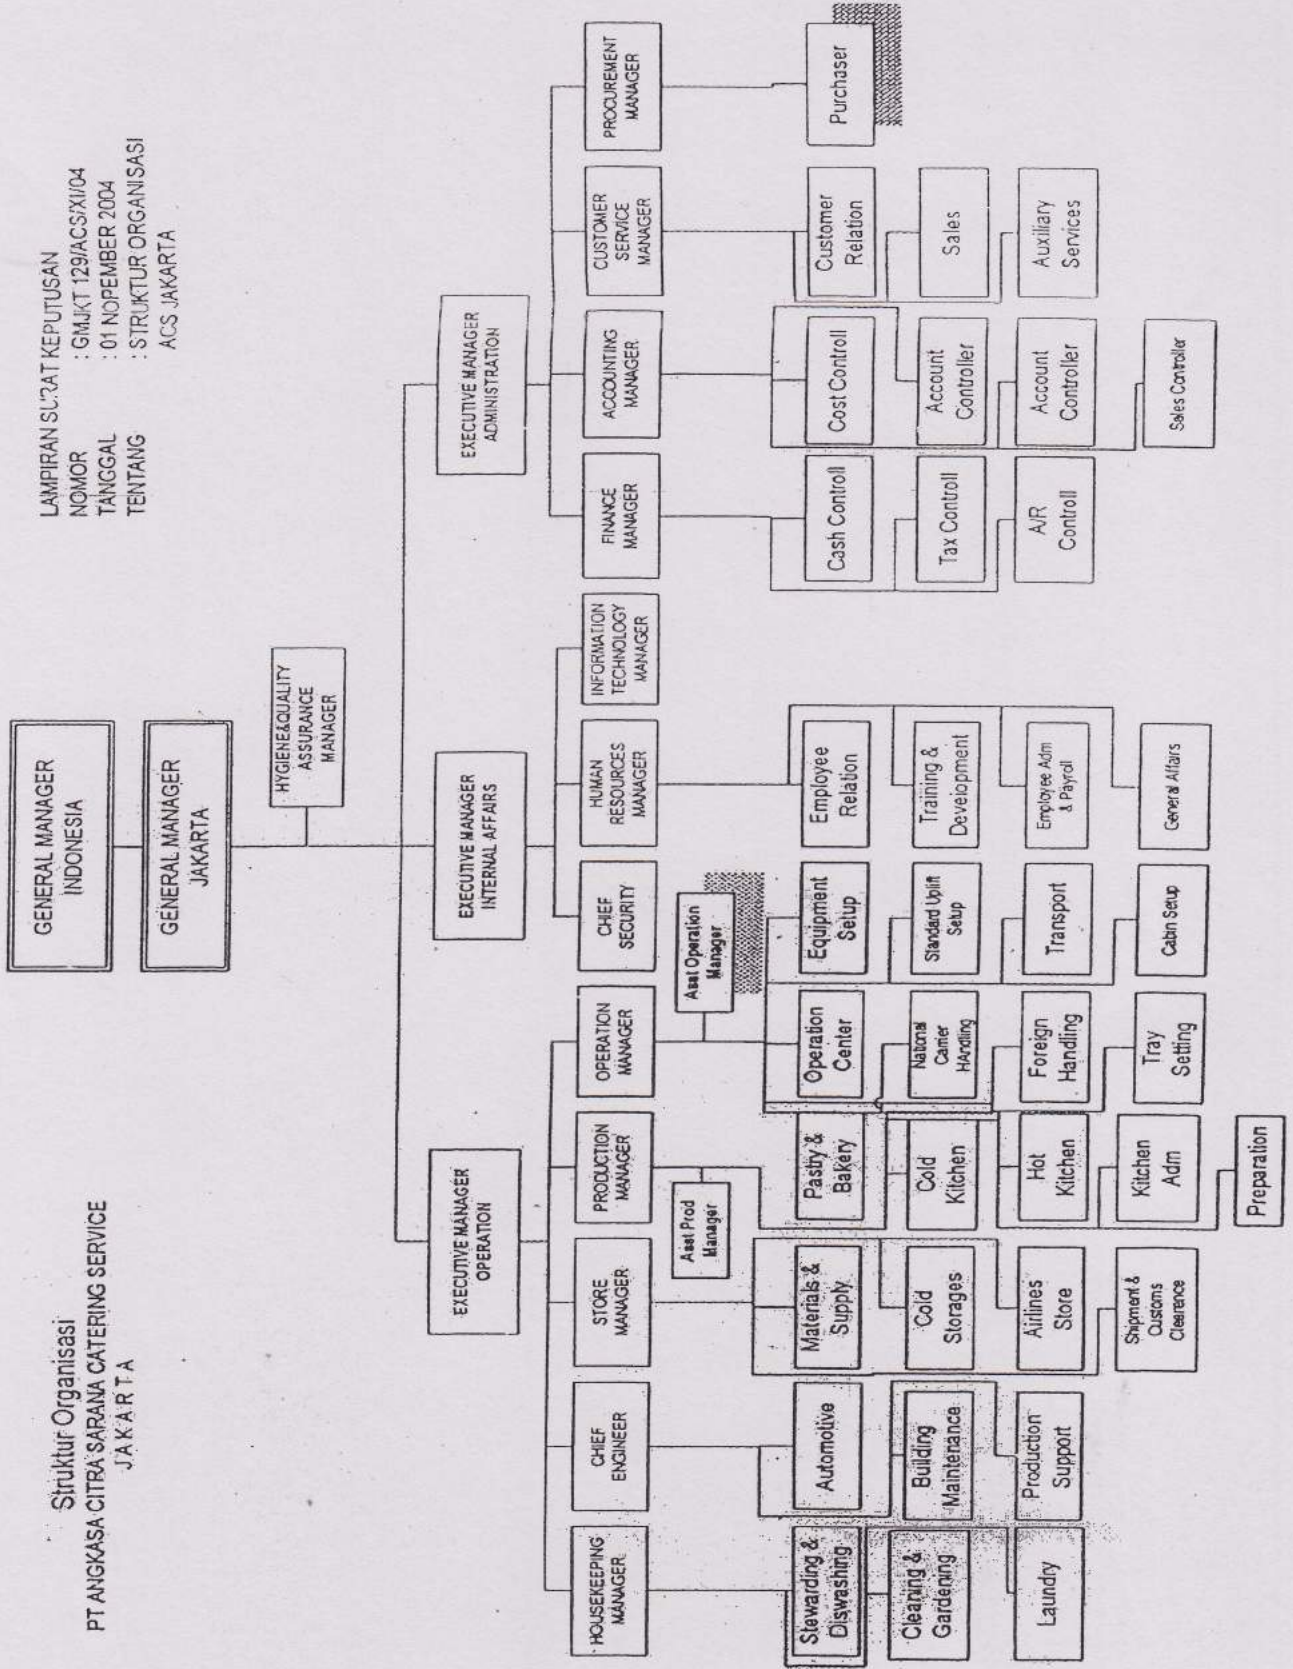 Struktur Organisasi
PT ANGKASA CITRA SARANA CATERING SERVICE
JAKARTA
LAMPIRAN SURAT KEPUTUSAN
NOMOR : GMJKT 129/ACS/XI/04
TANGGAL : 01 NOPEMBER 2004
TENTANG : STRUKTUR ORGANISASI
ACS JAKARTA
GENERAL MANAGER
INDONESIA
GENERAL MANAGER
JAKARTA
HYGIENE&QUALITY
ASSURANCE
MANAGER
EXECUTIVE MANAGER
OPERATION
EXECUTIVE MANAGER
INTERNAL AFFAIRS
EXECUTIVE MANAGER
ADMINISTRATION
HOUSEKEEPING
MANAGER
CHIEF
ENGINEER
STORE
MANAGER
PRODUCTION
MANAGER
OPERATION
MANAGER
CHIEF
SECURITY
HUMAN
RESOURCES
MANAGER
INFORMATION
TECHNOLOGY
MANAGER
FINANCE
MANAGER
ACCOUNTING
MANAGER
CUSTOMER
SERVICE
MANAGER
PROCUREMENT
MANAGER
Asst Prod
Manager
Asst Operation
Manager
Stewarding &
Diswashing
Automotive
Materials &
Supply
Pastry &
Bakery
Operation
Center
Equipment
Setup
Employee
Relation
Cash Controll
Cost Controll
Customer
Relation
Purchaser
Cleaning &
Gardening
Building
Maintenance
Cold
Storages
Cold
Kitchen
National
Carrier
HAndling
Standard Uplift
Setup
Training &
Development
Tax Controll
Account
Controller
Sales
Laundry
Production
Support
Airlines
Store
Hot
Kitchen
Foreign
Handling
Transport
Employee Adm
& Payroll
A/R
Controll
Account
Controller
Auxiliary
Services
Shipment &
Customs
Clearence
Kitchen
Adm
Tray
Setting
Cabin Setup
General Affairs
Sales Controller
Preparation